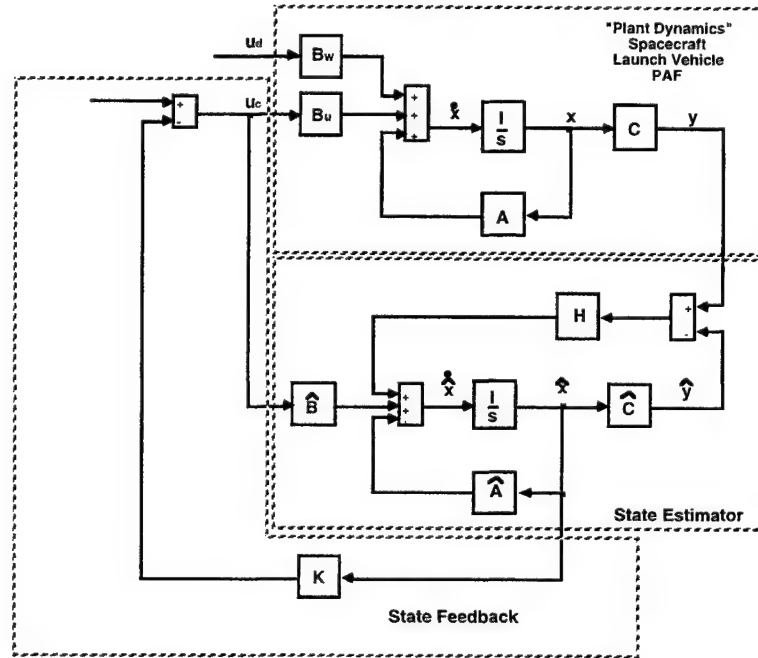 "Plant Dynamics"
Spacecraft
Launch Vehicle
PAF
ud
Bw
+
-
uc
Bu
+
+
+
ẋ
I
s
x
C
y
A
H
+
-
B̂
+
+
+
x̂̇
I
s
x̂
Ĉ
ŷ
Â
State Estimator
K
State Feedback